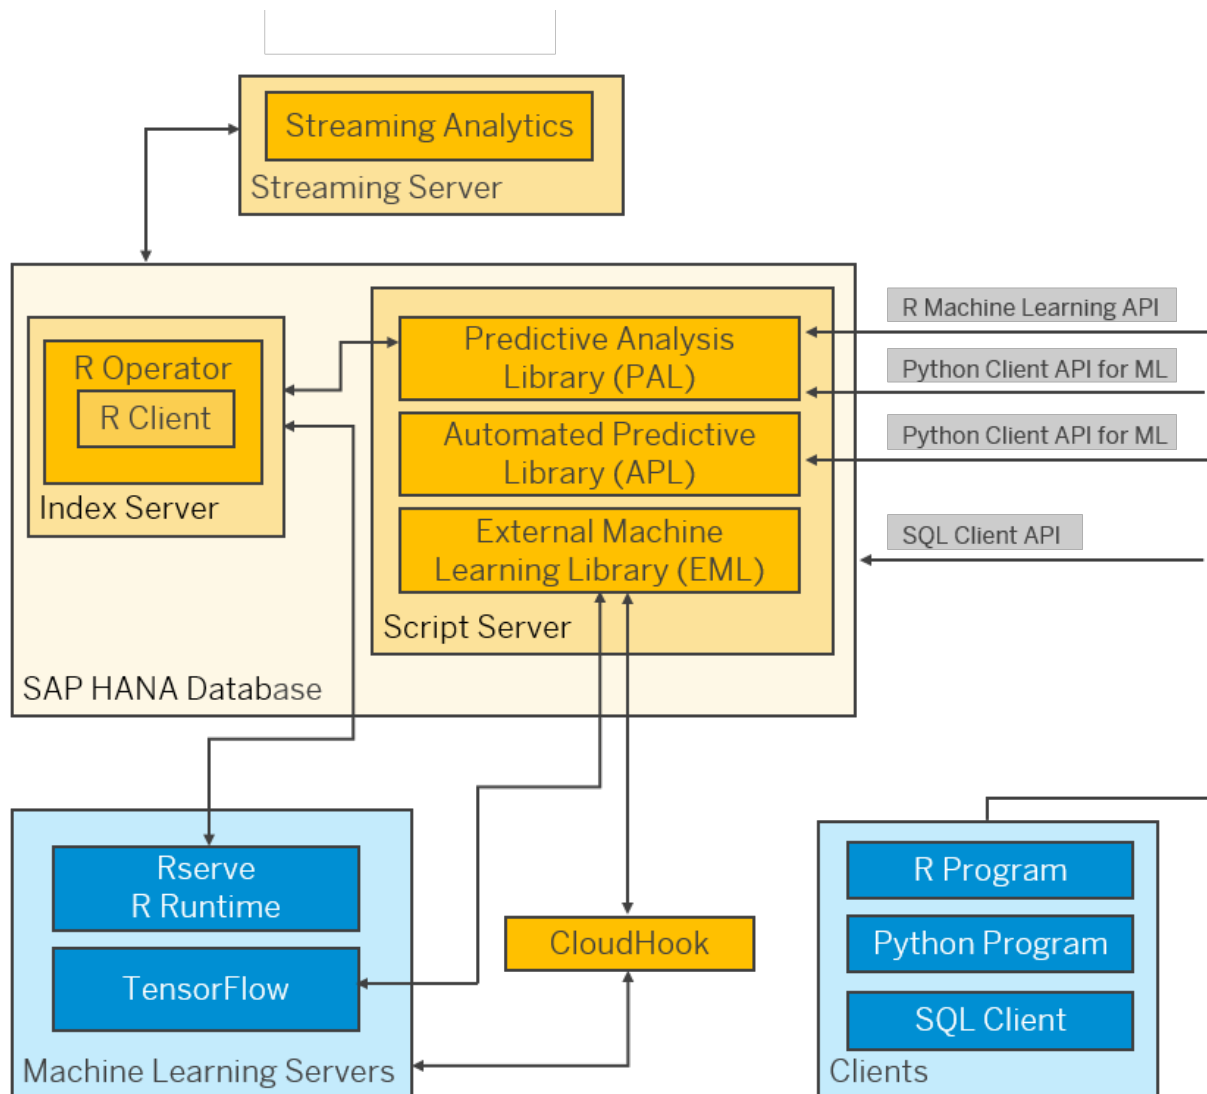 Streaming Analytics
Streaming Server
R Machine Learning API
Predictive Analysis
Library (PAL)
R Operator
Python Client API for ML
R Client
Automated Predictive
Library (APL)
Python Client API for ML
Index Server
External Machine
Learning Library (EML)
SQL Client API
Script Server
SAP HANA Database
Rserve
R Runtime
TensorFlow
Machine Learning Servers
CloudHook
R Program
Python Program
SQL Client
Clients